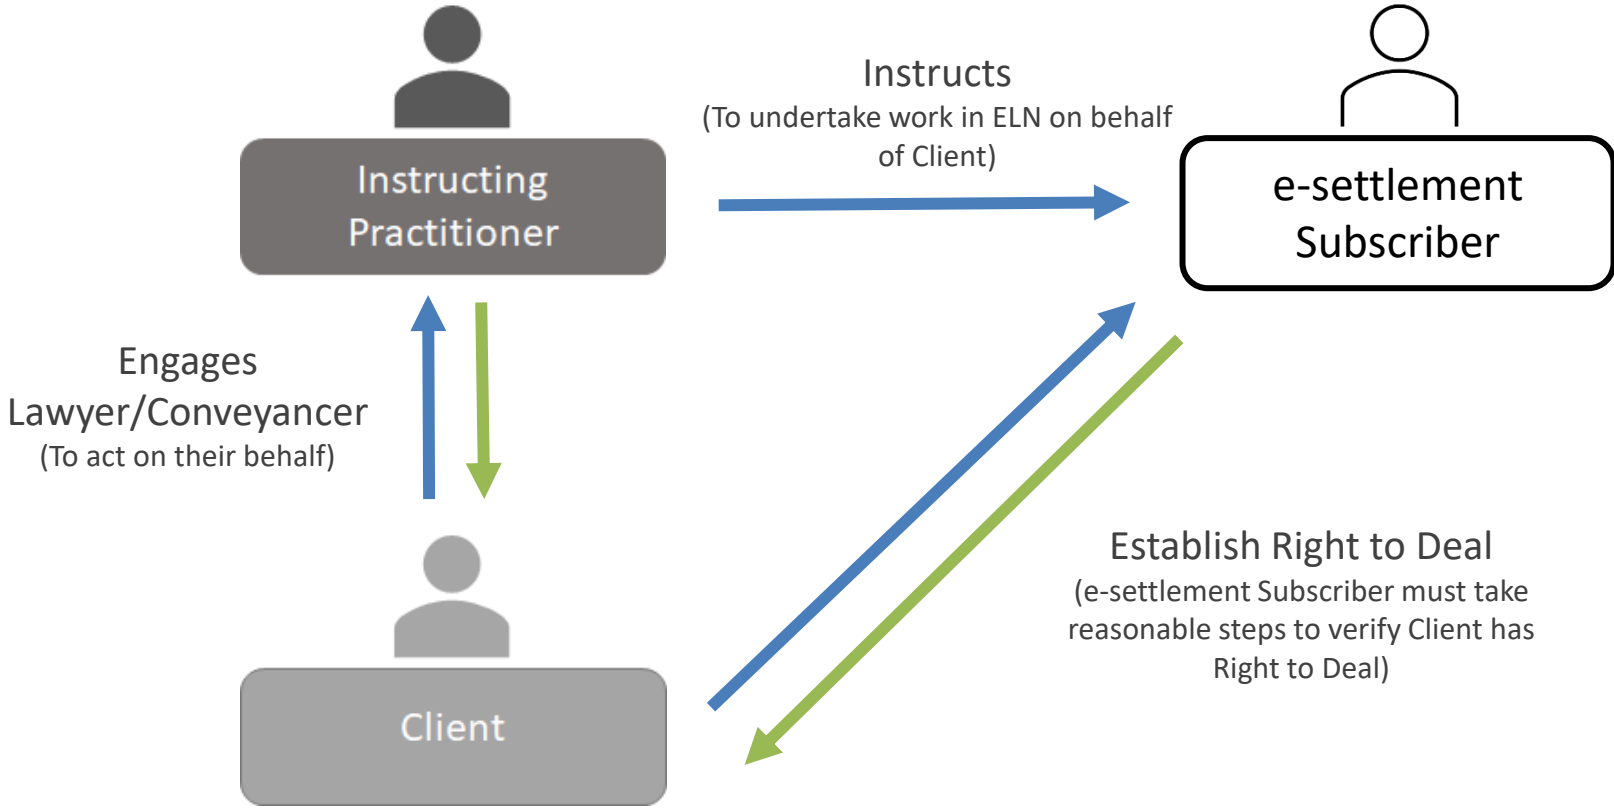 Instructs
(To undertake work in ELN on behalf
of Client)
Instructing
Practitioner
e-settlement
Subscriber
Engages
Lawyer/Conveyancer
(To act on their behalf)
Establish Right to Deal
(e-settlement Subscriber must take
reasonable steps to verify Client has
Right to Deal)
Client